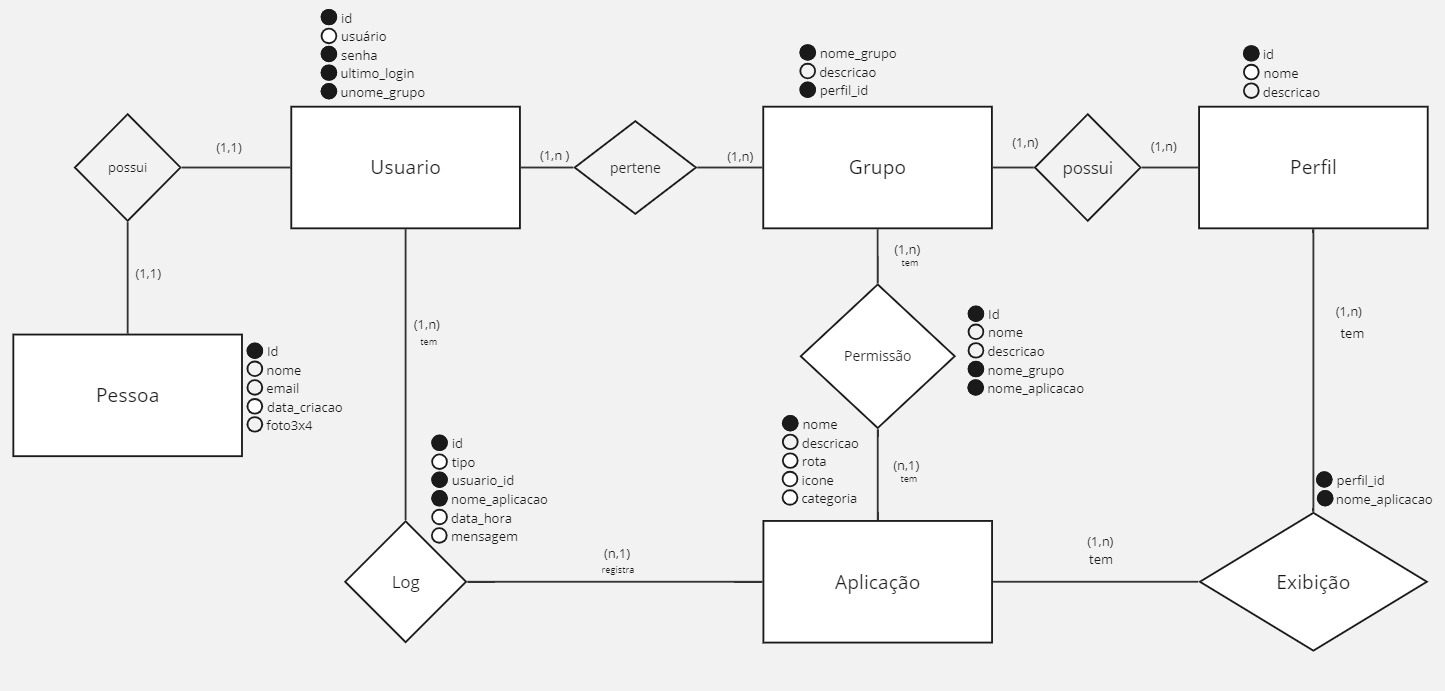 id
usuário
senha
ultimo_login
unome_grupo
nome_grupo
descricao
perfil_id
id
nome
descricao
possui
(1,1)
Usuario
(1,n )
pertene
(1,n)
Grupo
(1,n)
possui
(1,n)
Perfil
(1,1)
(1,n)
tem
(1,n)
tem
(1,n)
tem
Pessoa
Id
nome
email
data_criacao
foto3x4
Permissão
Id
nome
descricao
nome_grupo
nome_aplicacao
nome
descricao
rota
icone
categoria
(n,1)
tem
id
tipo
usuario_id
nome_aplicacao
data_hora
mensagem
perfil_id
nome_aplicacao
Log
(n,1)
registra
Aplicação
(1,n)
tem
Exibição